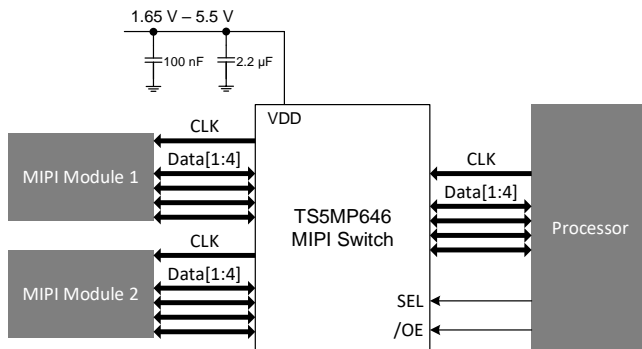 1.65 V – 5.5 V
100 nF
2.2 µF
VDD
CLK
Data[1:4]
MIPI Module 1
CLK
Data[1:4]
MIPI Module 2
TS5MP646
MIPI Switch
CLK
Data[1:4]
SEL
/OE
Processor